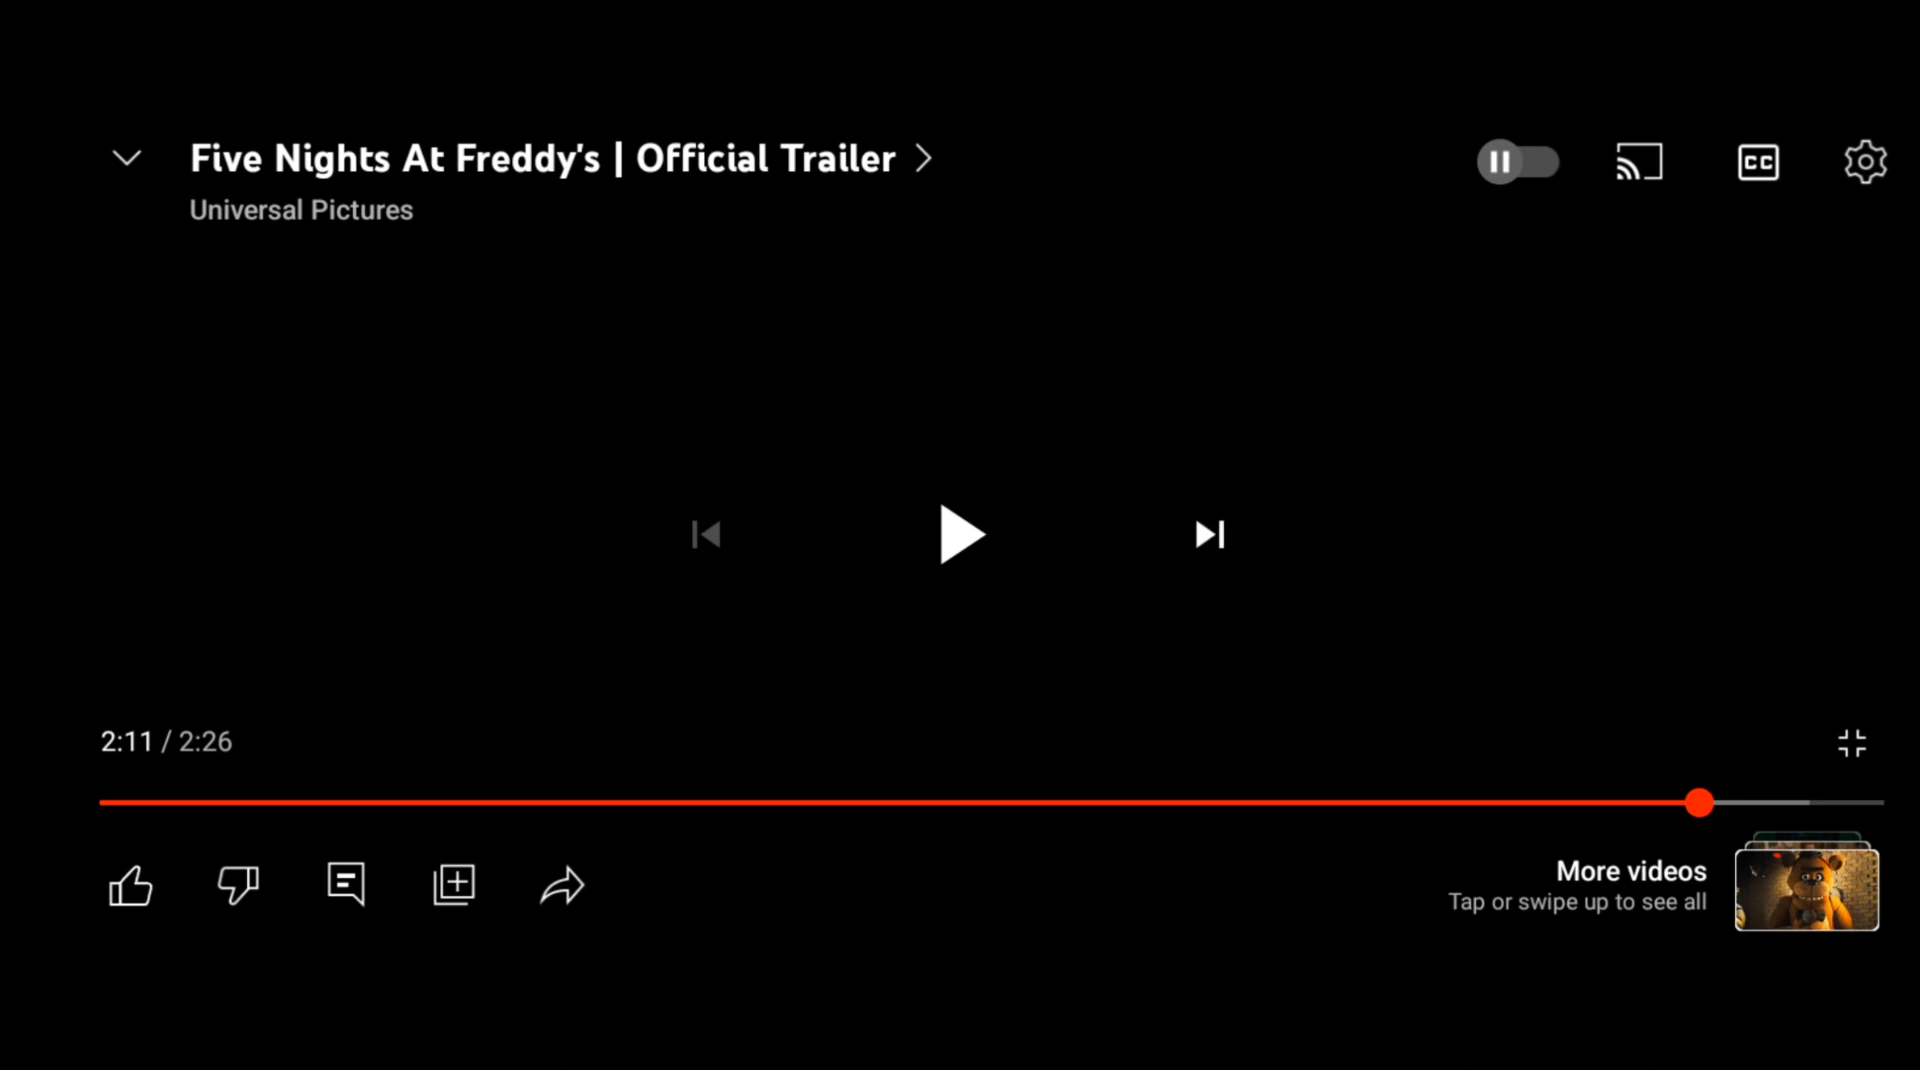 Five Nights At Freddy's | Official Trailer
Universal Pictures
CC
2:11 / 2:26
More videos
Tap or swipe up to see all